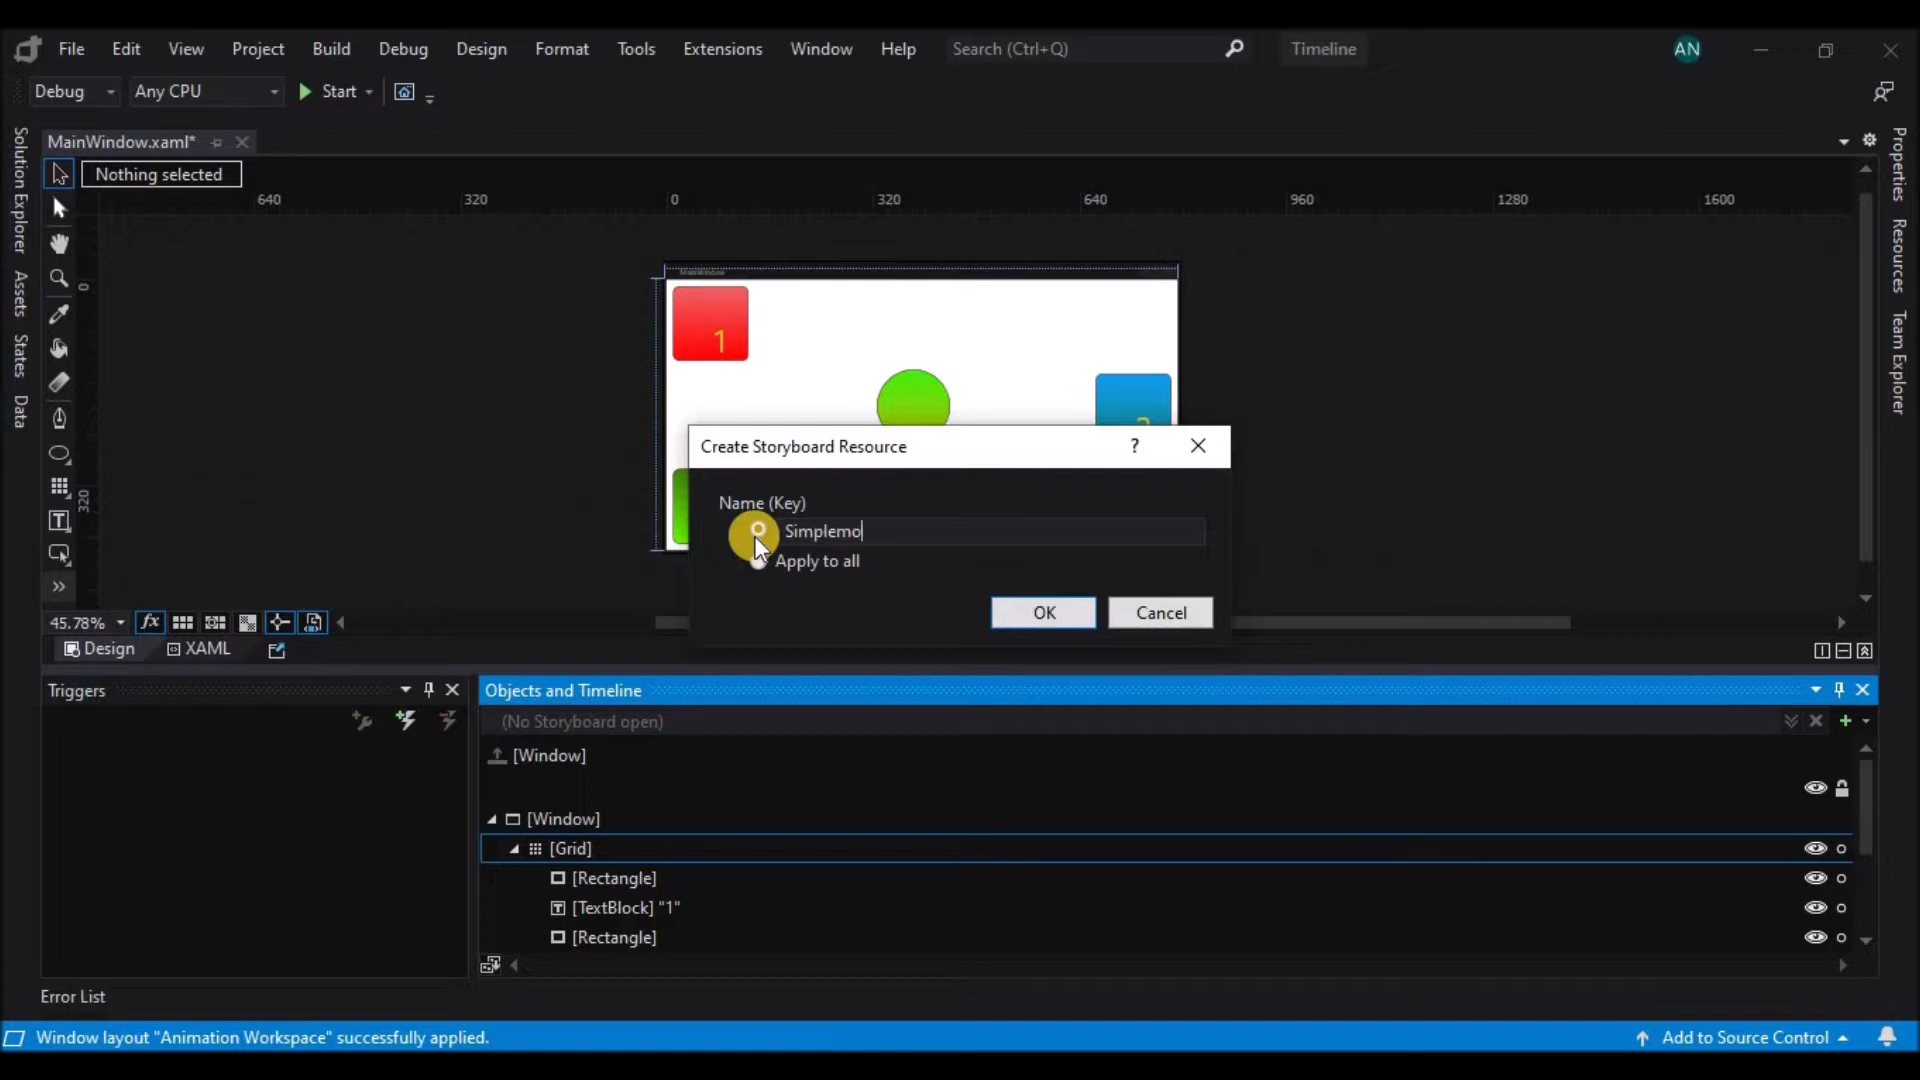 File Edit View Project Build Debug Design Format Tools Extensions Window Help Search (Ctrl+Q) Timeline AN
Debug Any CPU Start
MainWindow.xaml*
Nothing selected
640 320 0 320 640 960 1280 1600
0
320
Solution Explorer
Assets
States
Data
Properties
Resources
Team Explorer
MainWindow
1
Create Storyboard Resource ?
Name (Key)
Simplemo
Apply to all
OK Cancel
45.78% fx
Design XAML
Triggers
Objects and Timeline
(No Storyboard open)
[Window]
[Window]
[Grid]
[Rectangle]
[TextBlock] "1"
[Rectangle]
Error List
Window layout "Animation Workspace" successfully applied. Add to Source Control